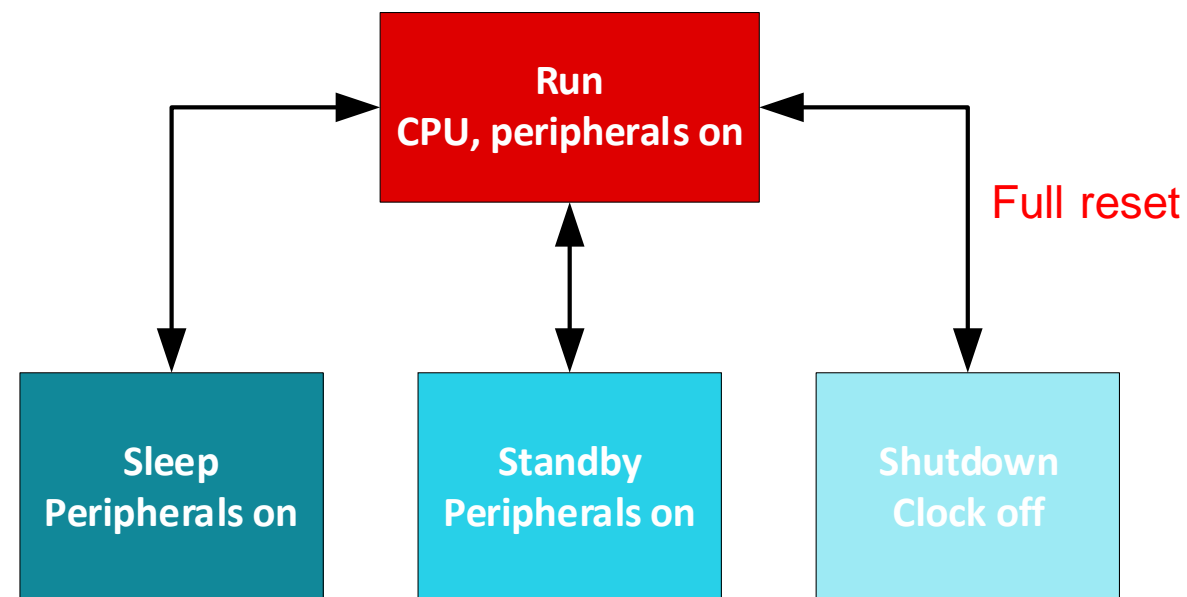 Run
CPU, peripherals on
Full reset
Sleep
Peripherals on
Standby
Peripherals on
Shutdown
Clock off